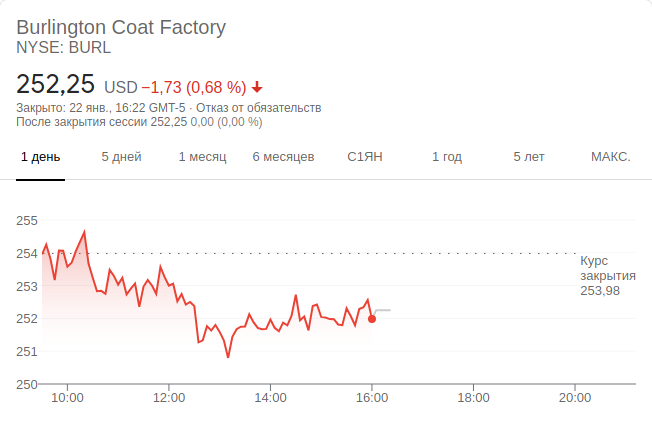 Burlington Coat Factory
NYSE: BURL
252,25 USD −1,73 (0,68 %)
Закрыто: 22 янв., 16:22 GMT-5 · Отказ от обязательств
После закрытия сессии 252,25 0,00 (0,00 %)
1 день 5 дней 1 месяц 6 месяцев С1ЯН 1 год 5 лет МАКС.
255
254
Курс
закрытия
253,98
253
252
251
250
10:00 12:00 14:00 16:00 18:00 20:00